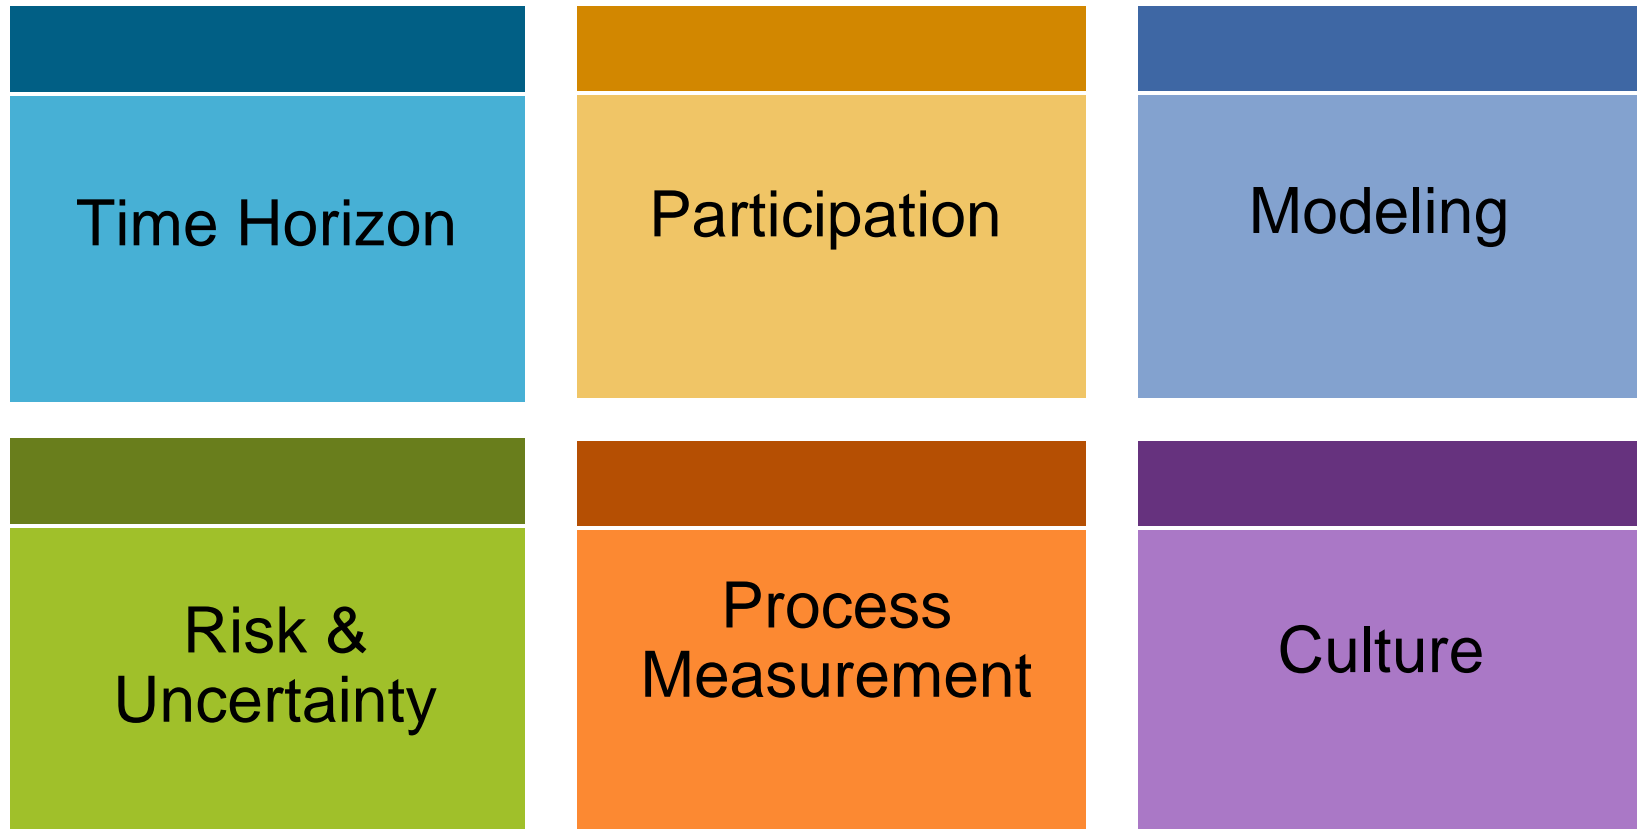 Time Horizon
Participation
Modeling
Risk &
Uncertainty
Process
Measurement
Culture